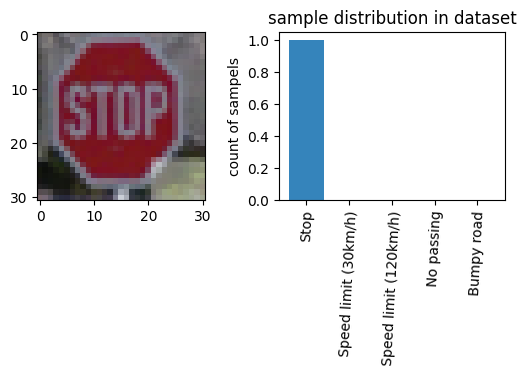 sample distribution in dataset
0
10
20
30
0
10
20
30
STOP
count of sampels
1.0
0.8
0.6
0.4
0.2
0.0
Stop
Speed limit (30km/h)
Speed limit (120km/h)
No passing
Bumpy road